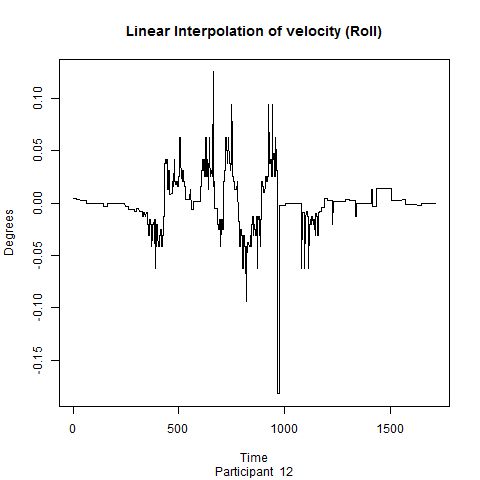 Linear Interpolation of velocity (Roll)
Degrees
0.10
0.05
0.00
-0.05
-0.10
-0.15
0 500 1000 1500
Time
Participant 12